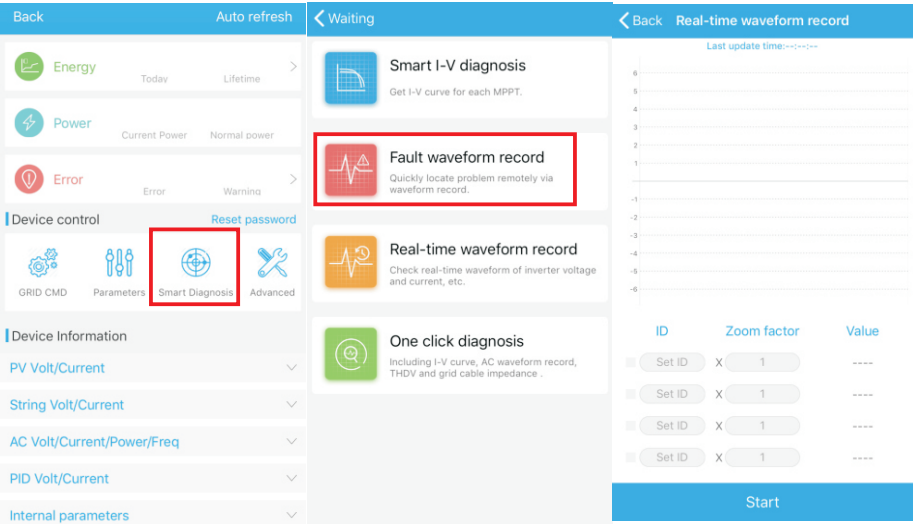 Back
Auto refresh
Energy
Today
Lifetime
Power
Current Power
Normal power
Error
Error
Warning
Device control
Reset password
GRID CMD
Parameters
Smart Diagnosis
Advanced
Device Information
PV Volt/Current
String Volt/Current
AC Volt/Current/Power/Freq
PID Volt/Current
Internal parameters
Waiting
Smart I-V diagnosis
Get I-V curve for each MPPT.
Fault waveform record
Quickly locate problem remotely via
waveform record.
Real-time waveform record
Check real-time waveform of inverter voltage
and current, etc.
One click diagnosis
Including I-V curve, AC waveform record,
THDV and grid cable impedance .
Back
Real-time waveform record
Last update time:--:--:--
6
4
3
2
1
-1
-2
-3
-4
-5
-6
ID Zoom factor Value
Set ID X 1 ----
Set ID X 1 ----
Set ID X 1 ----
Set ID X 1 ----
Start